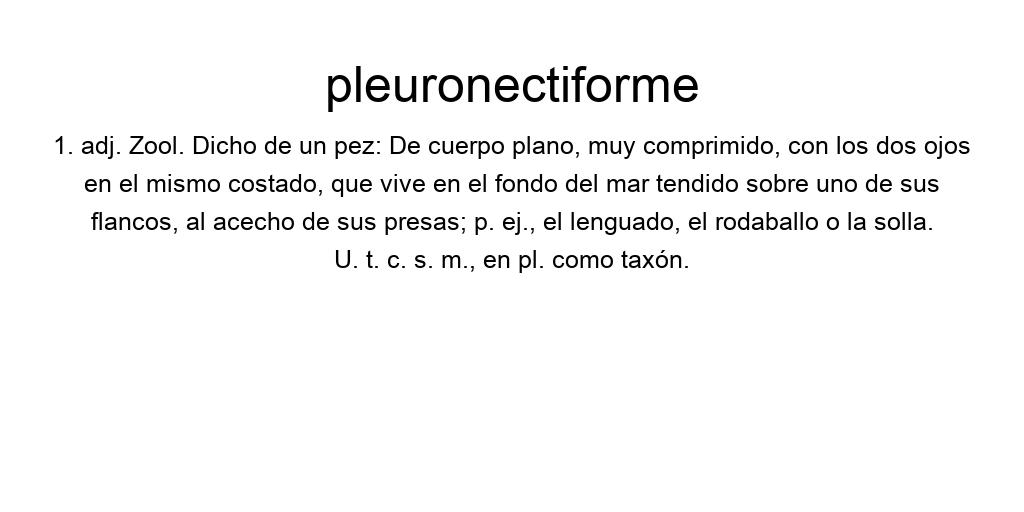 pleuronectiforme
1. adj. Zool. Dicho de un pez: De cuerpo plano, muy comprimido, con los dos ojos
en el mismo costado, que vive en el fondo del mar tendido sobre uno de sus
flancos, al acecho de sus presas; p. ej., el lenguado, el rodaballo o la solla.
U. t. c. s. m., en pl. como taxón.